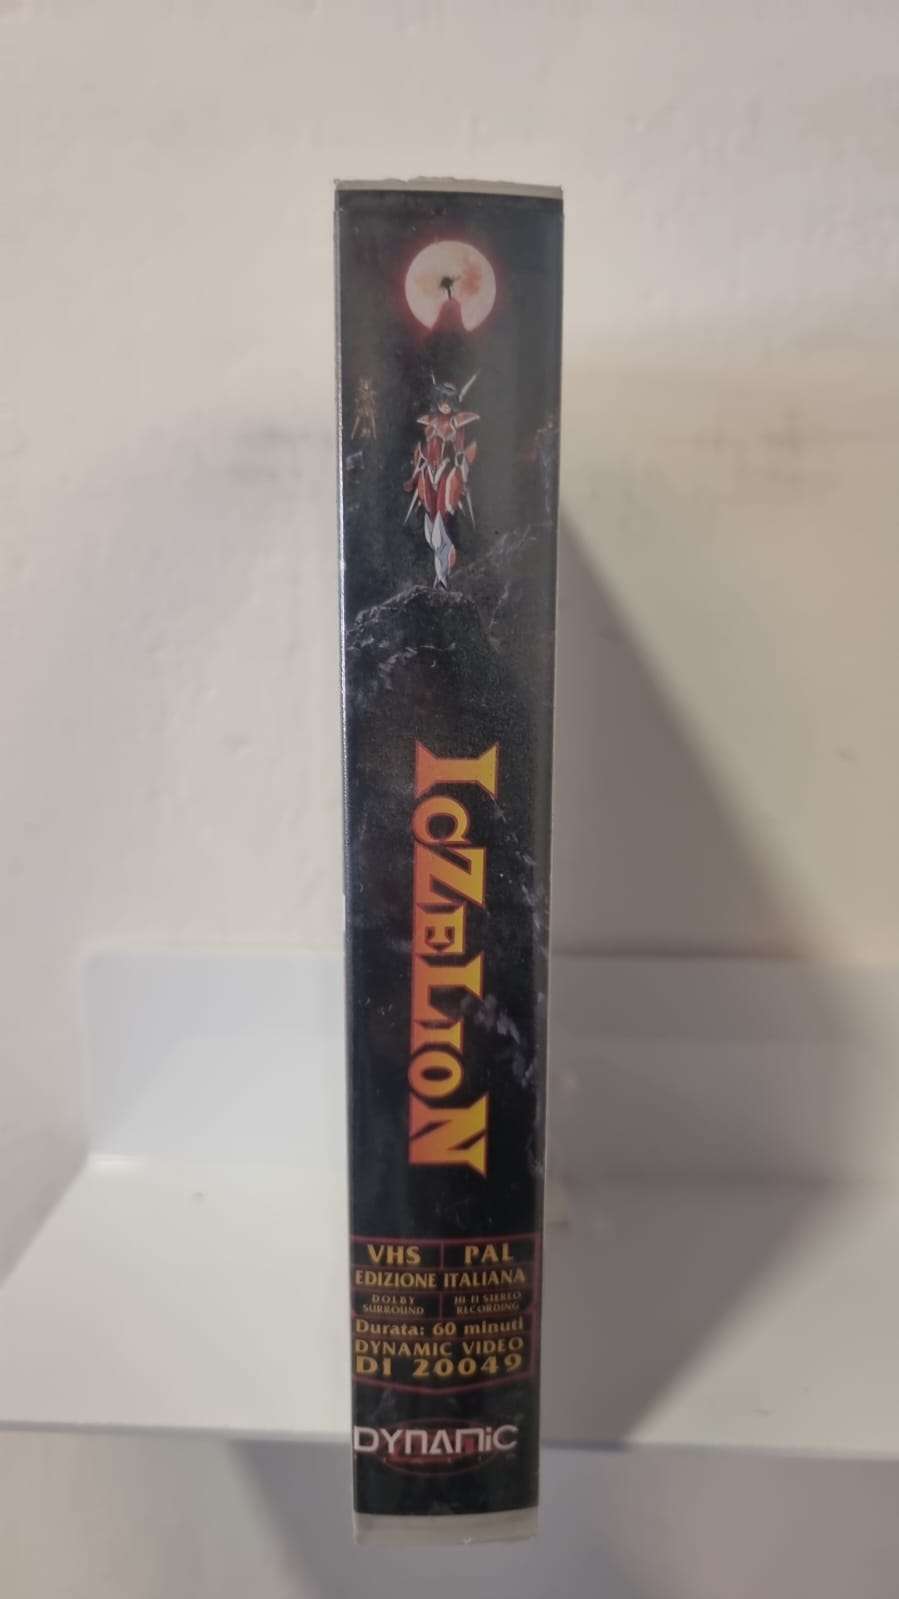 IcZeLioN
VHS PAL
EDIZIONE ITALIANA
DOLBY SURROUND
HI-FI STEREO RECORDING
Durata: 60 minuti
DYNAMIC VIDEO
DI 20049
DYNAMiC